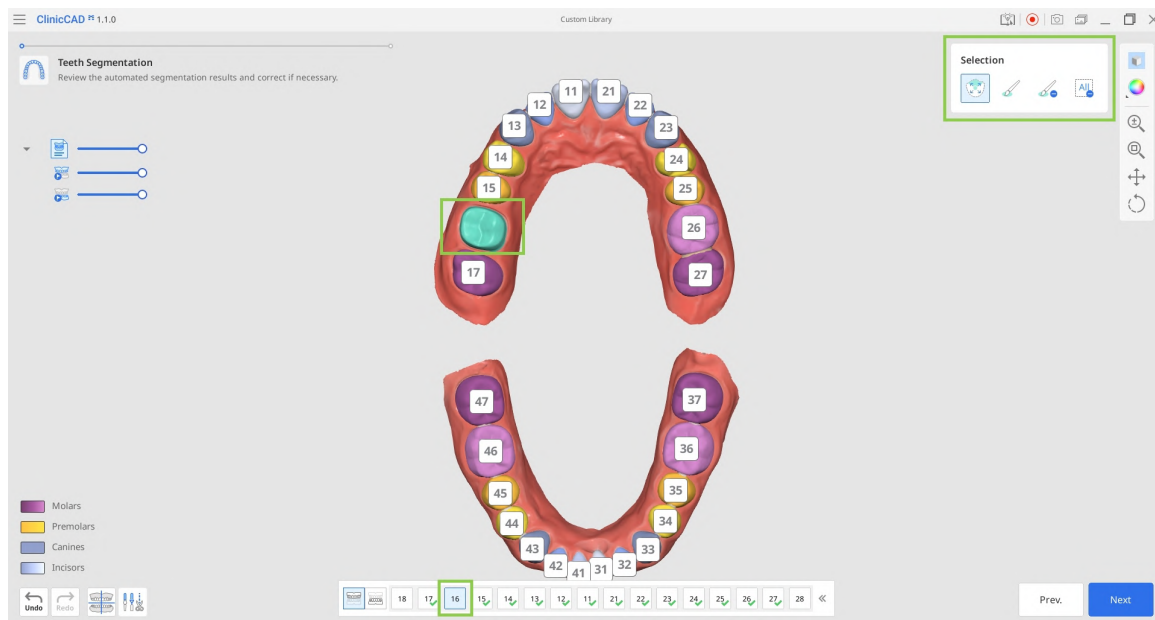 ClinicCAD 1.1.0
Custom Library
Teeth Segmentation
Review the automated segmentation results and correct if necessary.
Selection
All
11 21
12 22
13 23
14 24
15 25
26
17 27
47 37
46 36
45 35
44 34
43 33
42 41 31 32
Molars
Premolars
Canines
Incisors
Undo Redo
18 17 16 15 14 13 12 11 21 22 23 24 25 26 27 28 «
Prev. Next